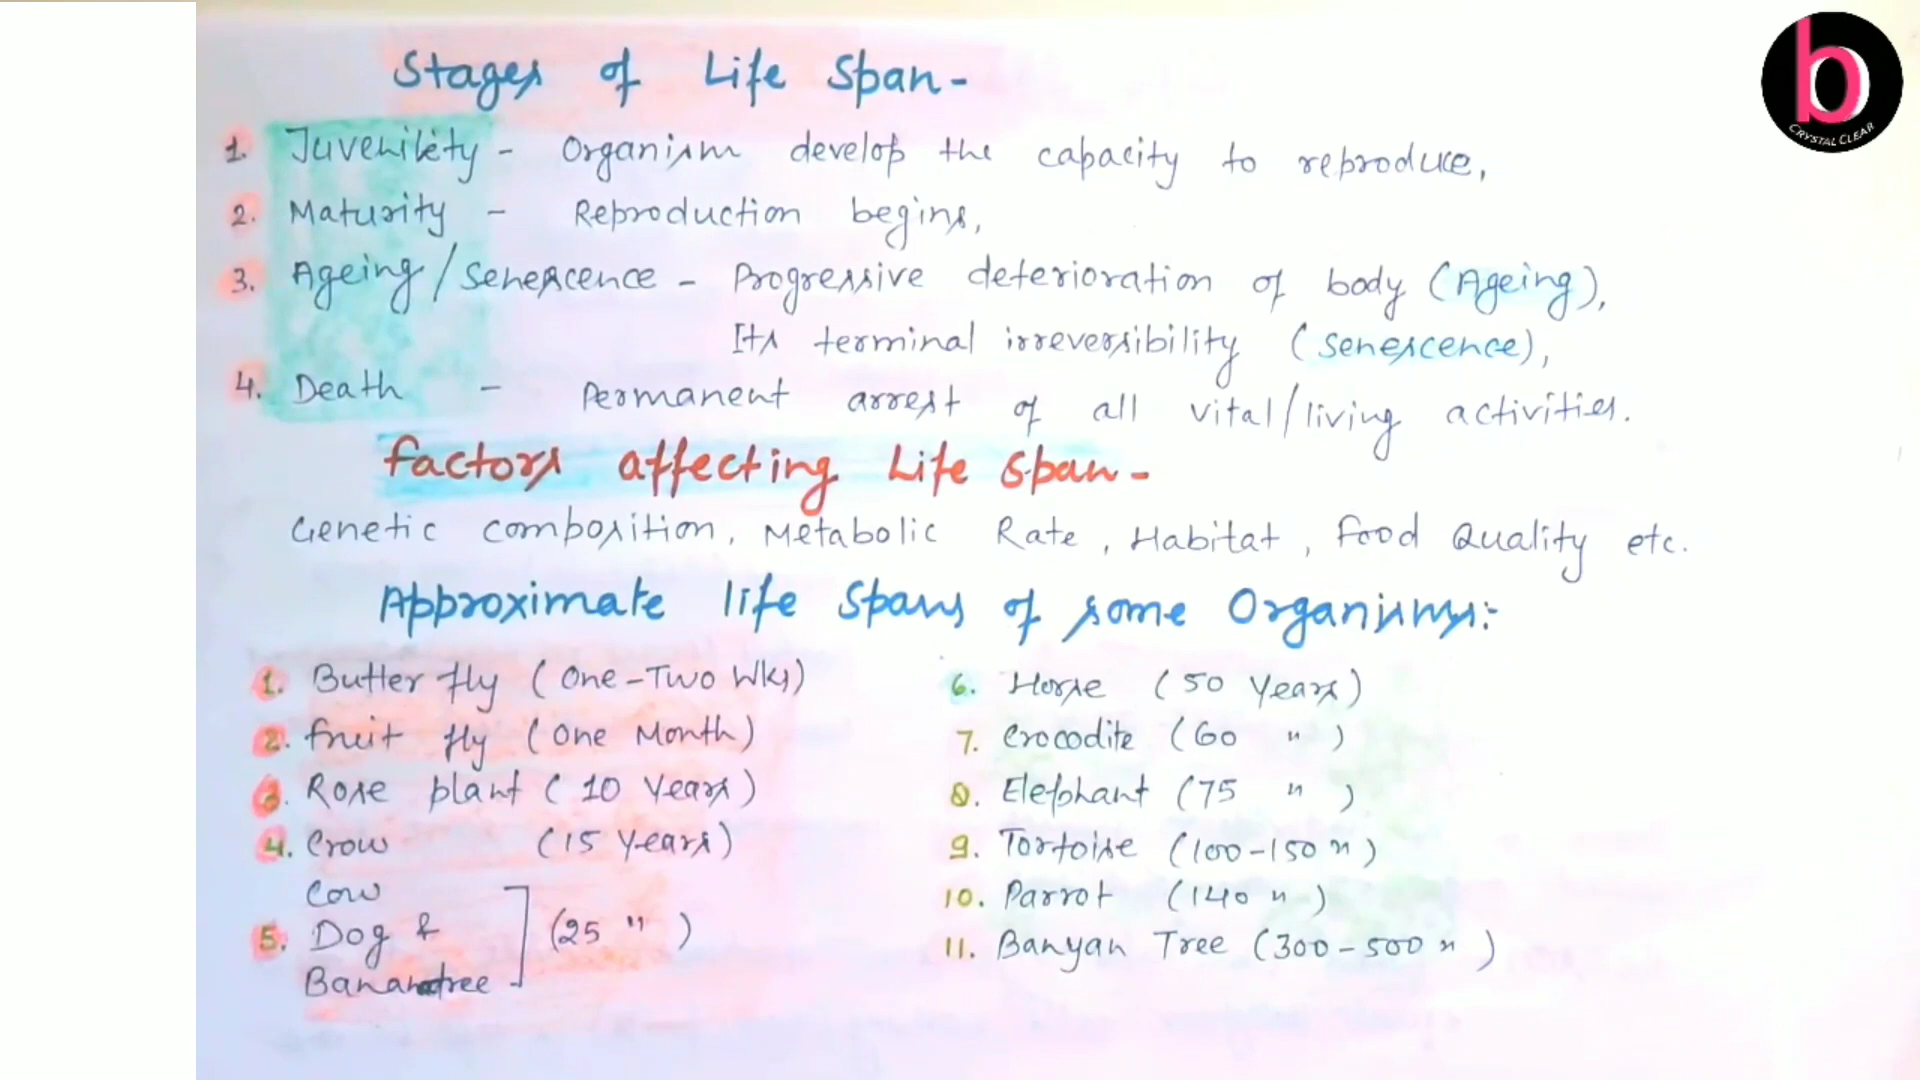 Stages of Life Span-
1. Juvenility - Organism develop the capacity to reproduce,
2. Maturity - Reproduction begins,
3. Ageing/Senescence - Progressive deterioration of body (Ageing),
Its terminal irreversibility (Senescence),
4. Death - Permanent arrest of all vital/living activities.
Factors affecting Life Span-
Genetic composition, Metabolic Rate, Habitat, Food Quality etc.
Approximate life Spans of some Organisms:-
1. Butter fly (One-Two Wks)
2. Fruit fly (One Month)
3. Rose plant (10 Years)
4. Crow (15 Years)
Cow
5. Dog & (25 " )
Bananatree
6. Horse (50 Years)
7. Crocodile (60 " )
8. Elephant (75 " )
9. Tortoise (100-150 ")
10. Parrot (140 " )
11. Banyan Tree (300-500 " )
b
CRYSTAL CLEAR